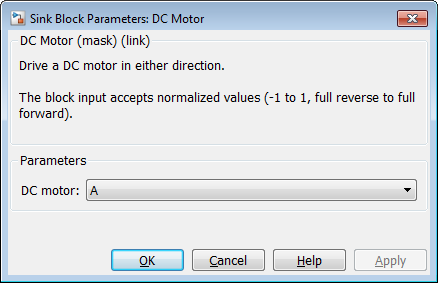 Sink Block Parameters: DC Motor
DC Motor (mask) (link)
Drive a DC motor in either direction.
The block input accepts normalized values (-1 to 1, full reverse to full
forward).
Parameters
DC motor: A
OK Cancel Help Apply